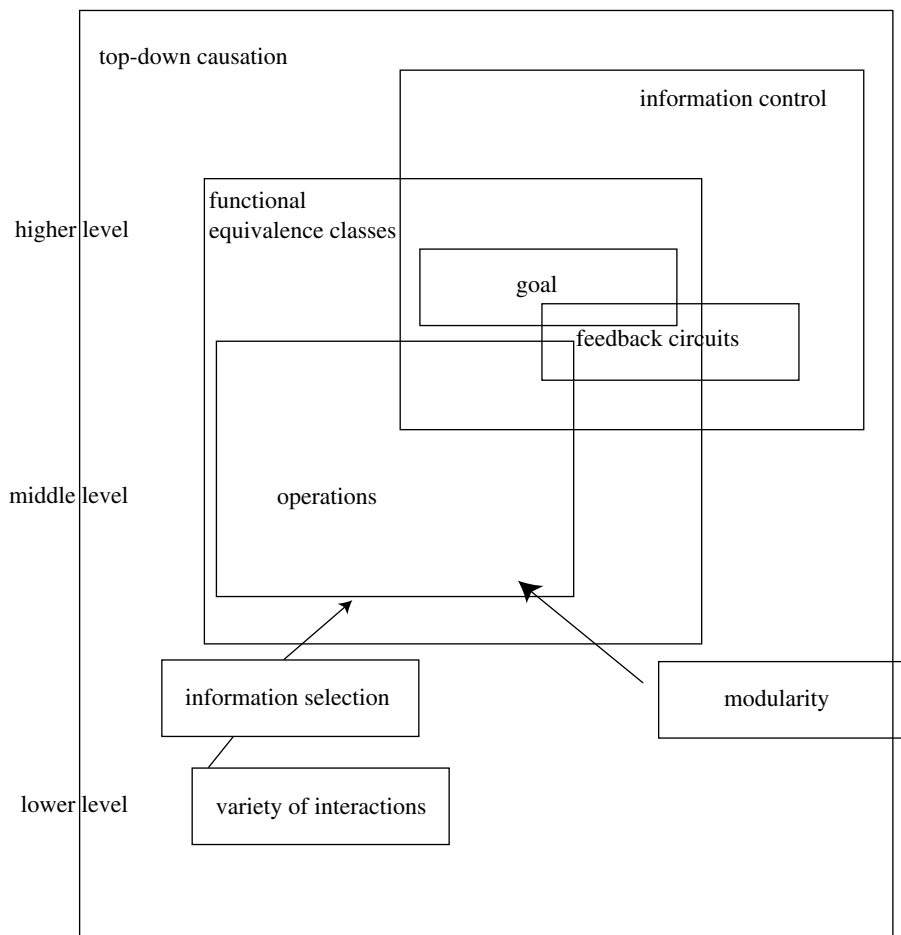 top-down causation
information control
functional
equivalence classes
higher level
goal
feedback circuits
middle level
operations
information selection
modularity
lower level
variety of interactions